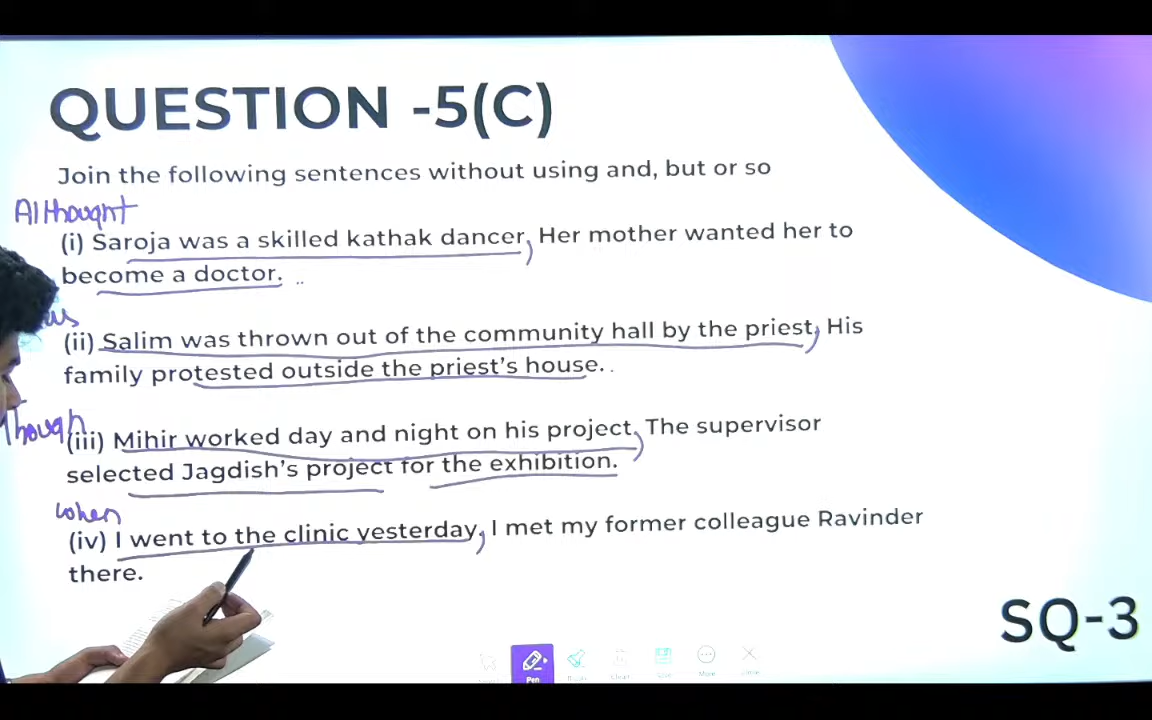 QUESTION -5(C)
Join the following sentences without using and, but or so
Althought
(i) Saroja was a skilled kathak dancer, Her mother wanted her to
become a doctor.
(ii) Salim was thrown out of the community hall by the priest, His
family protested outside the priest's house.
Though
(iii) Mihir worked day and night on his project, The supervisor
selected Jagdish's project for the exhibition.
When
(iv) I went to the clinic yesterday, I met my former colleague Ravinder
there.
SQ-3
Pen
More